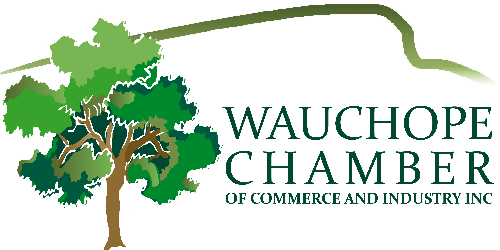 WAUCHOPE
CHAMBER
OF COMMERCE AND INDUSTRY INC